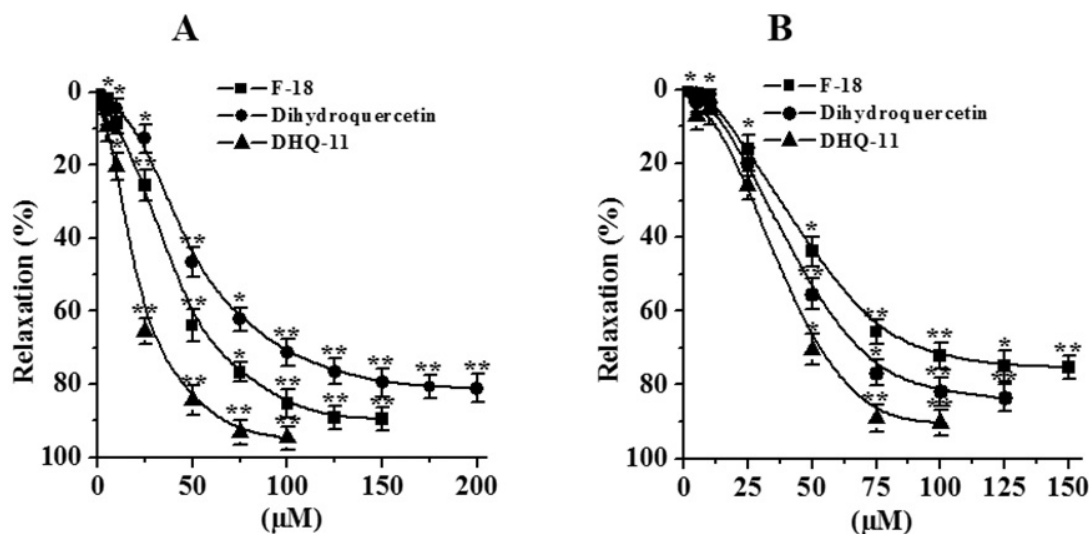 A
F-18
Dihydroquercetin
DHQ-11
Relaxation (%)
0
20
40
60
80
100
0 50 100 150 200
(µM)
* * * * ** ** ** ** * ** * ** ** ** ** ** ** ** ** ** **
B
F-18
Dihydroquercetin
DHQ-11
Relaxation (%)
0
20
40
60
80
100
0 25 50 75 100 125 150
(µM)
* * * * ** * ** * ** ** * ** ** ** **